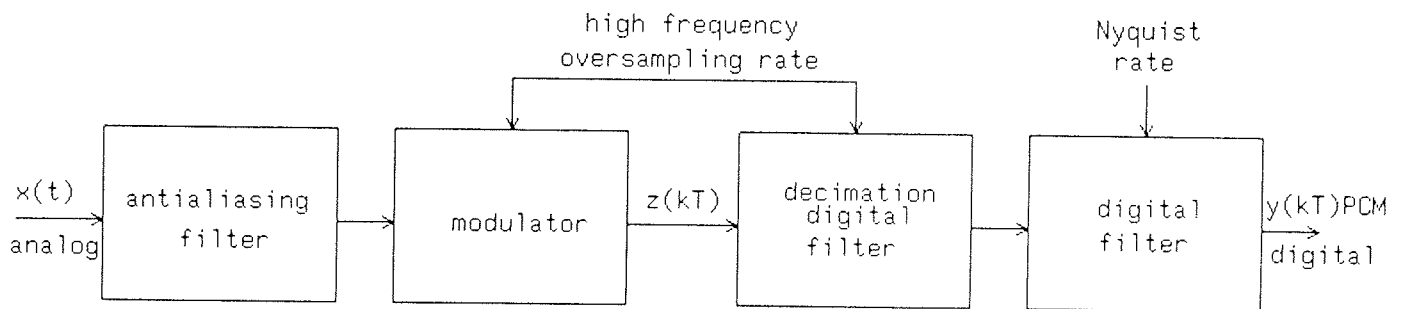 high frequency
oversampling rate
Nyquist
rate
x(t)
analog
antialiasing
filter
modulator
z(kT)
decimation
digital
filter
digital
filter
y(kT)PCM
digital